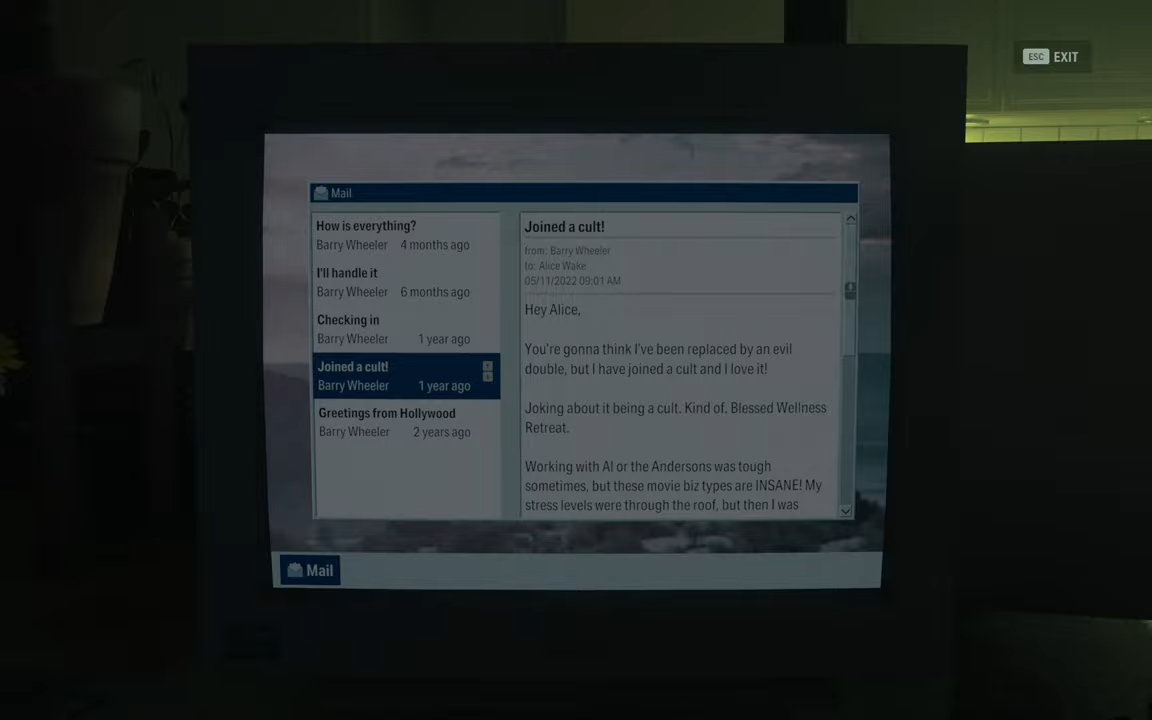 ESC EXIT
Mail
How is everything?
Barry Wheeler 4 months ago
I'll handle it
Barry Wheeler 6 months ago
Checking in
Barry Wheeler 1 year ago
Joined a cult!
Barry Wheeler 1 year ago
Greetings from Hollywood
Barry Wheeler 2 years ago
Joined a cult!
from: Barry Wheeler
to: Alice Wake
05/11/2022 09:01 AM
Hey Alice,
You're gonna think I've been replaced by an evil
double, but I have joined a cult and I love it!
Joking about it being a cult. Kind of. Blessed Wellness
Retreat.
Working with Al or the Andersons was tough
sometimes, but these movie biz types are INSANE! My
stress levels were through the roof, but then I was
Mail